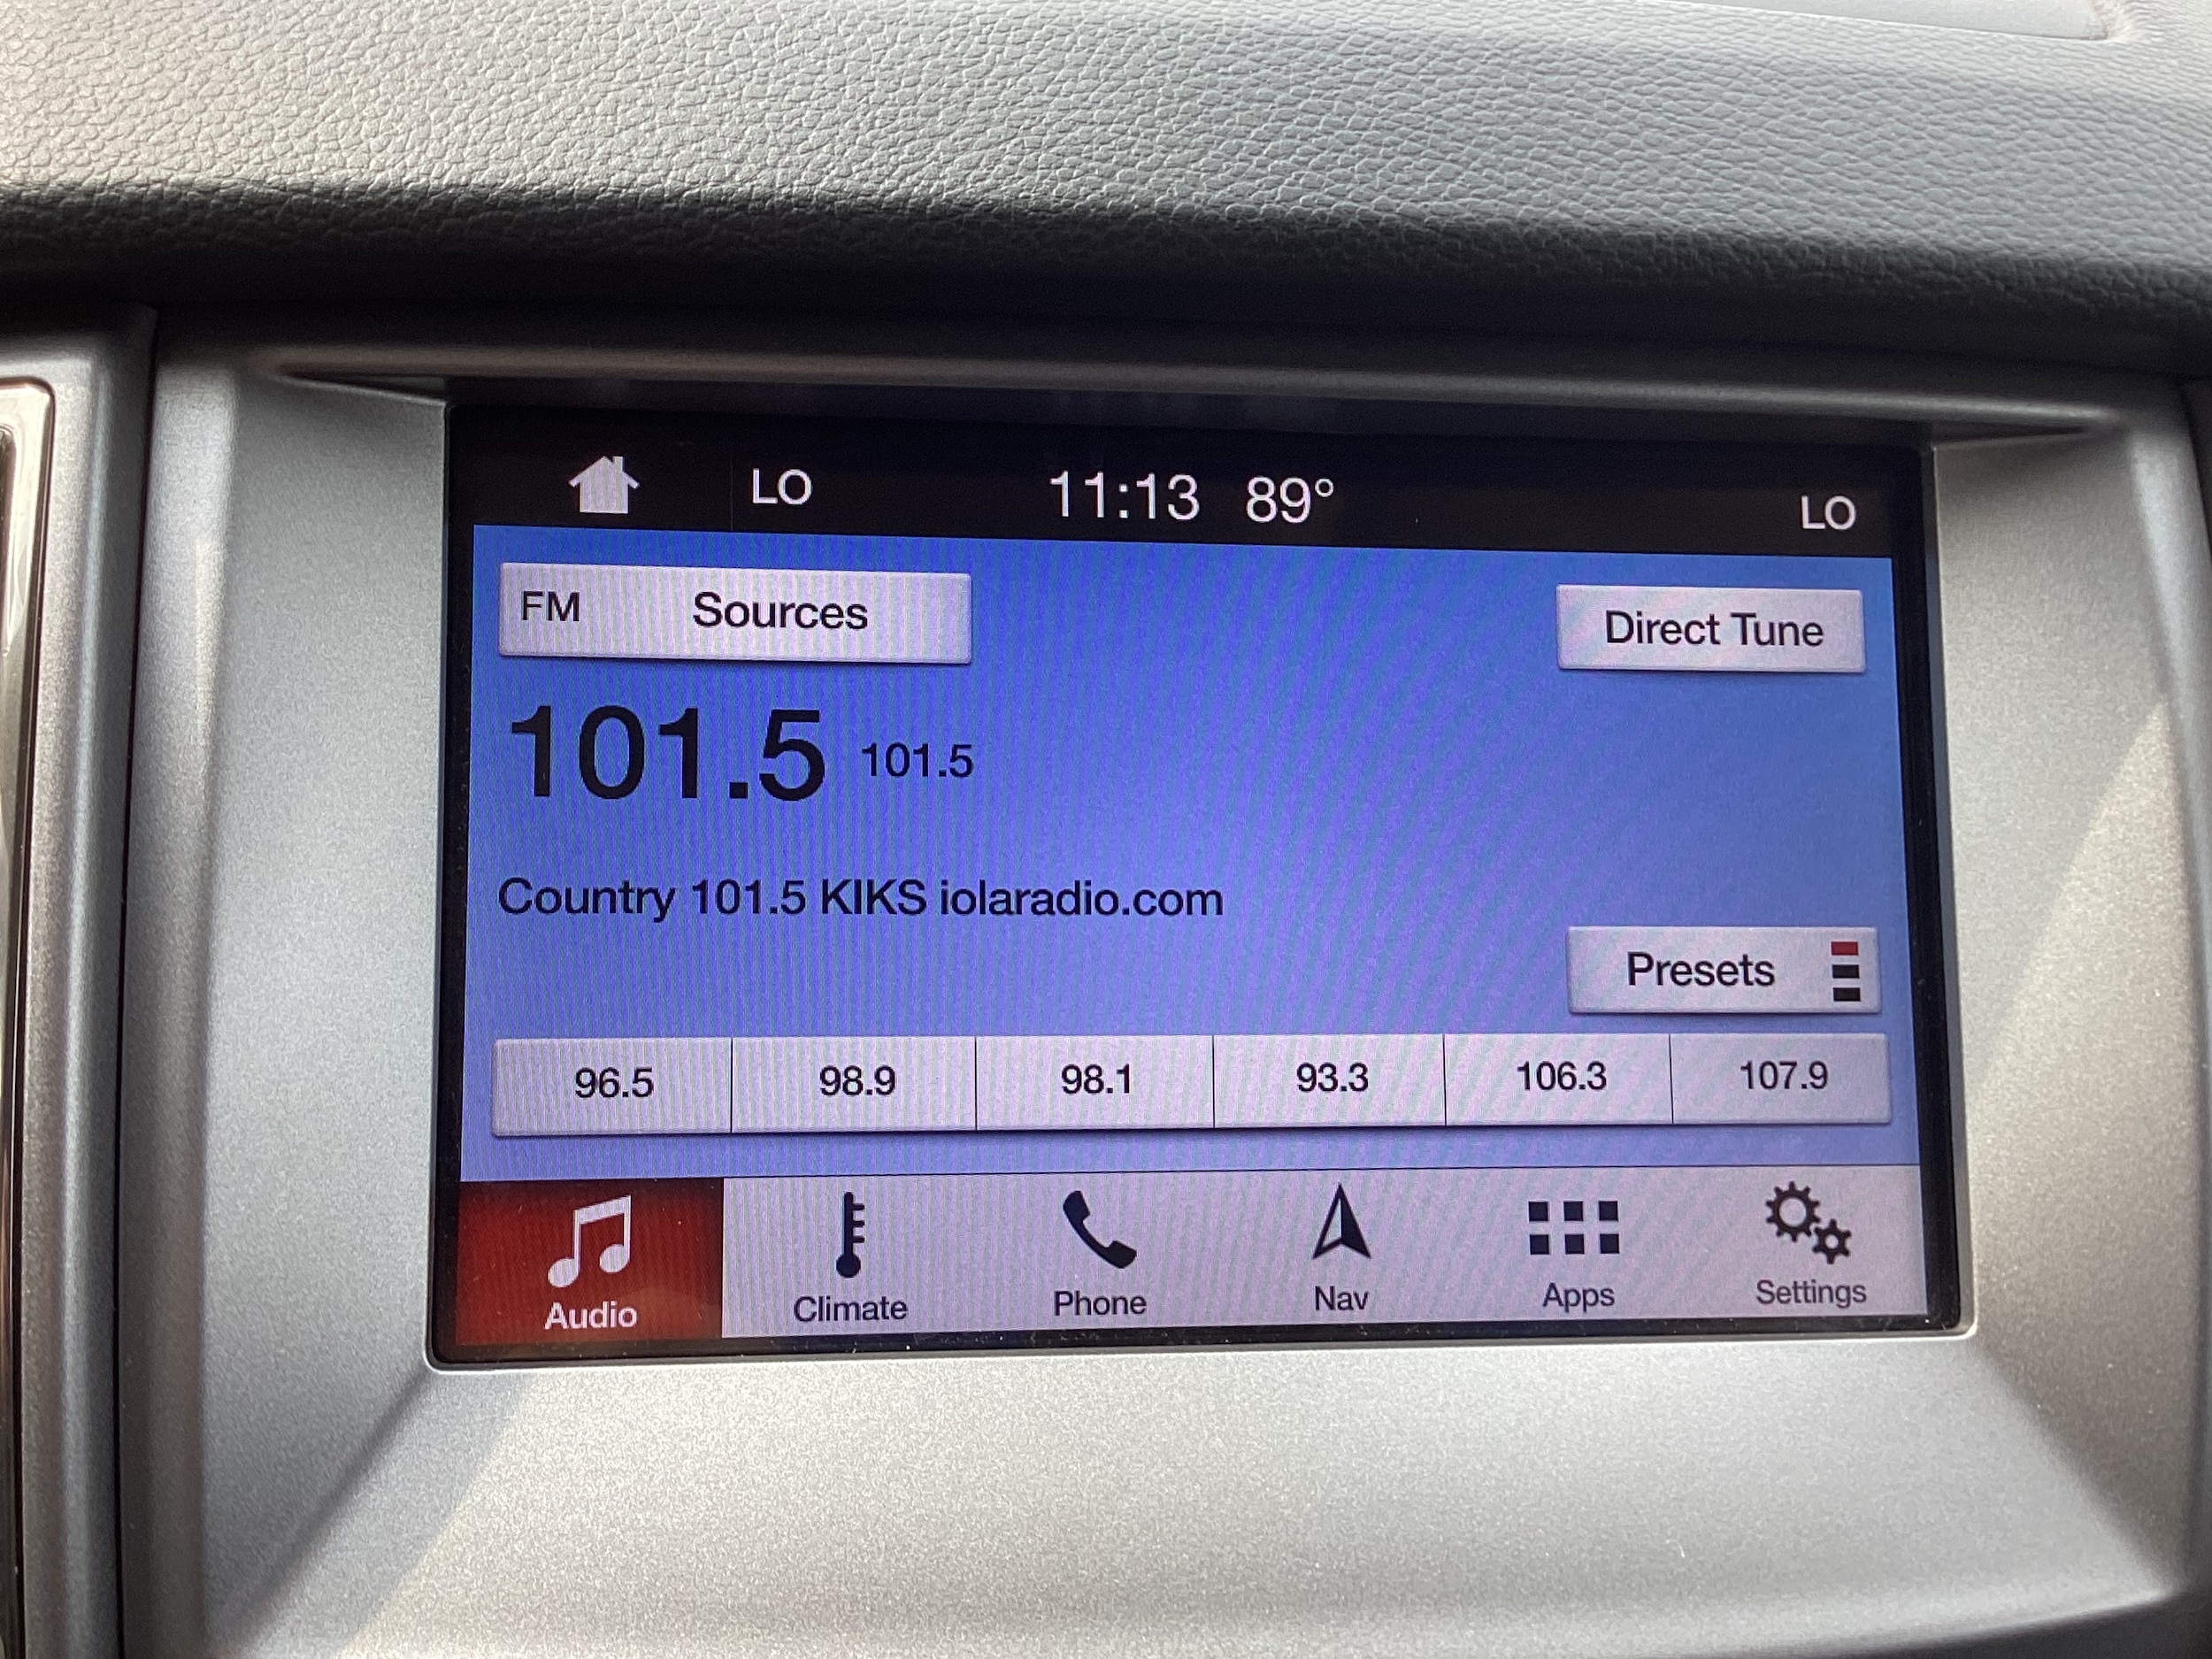 LO 11:13 89° LO
FM Sources Direct Tune
101.5 101.5
Country 101.5 KIKS iolaradio.com
Presets
96.5 98.9 98.1 93.3 106.3 107.9
Audio Climate Phone Nav Apps Settings